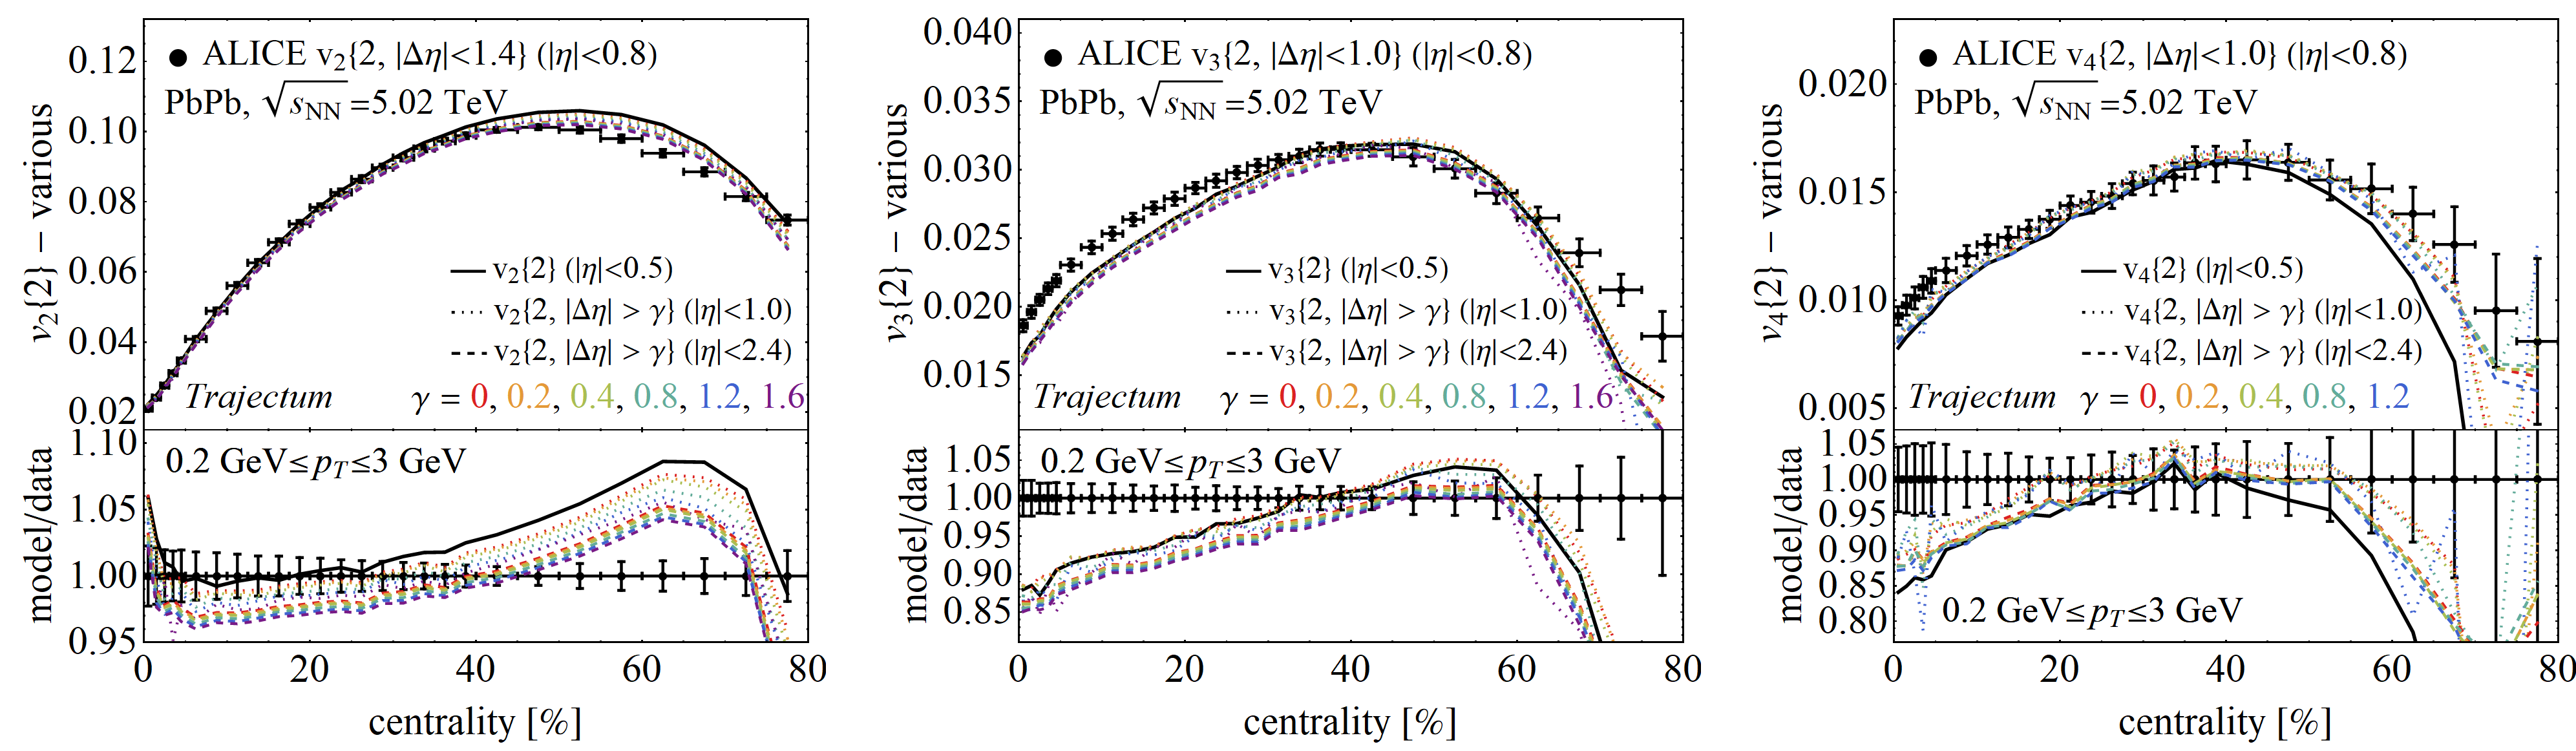 v2{2} – various
0.12
0.10
0.08
0.06
0.04
0.02
● ALICE v2{2, |Δη|<1.4} (|η|<0.8)
PbPb, √sNN=5.02 TeV
v2{2} (|η|<0.5)
v2{2, |Δη| > γ} (|η|<1.0)
v2{2, |Δη| > γ} (|η|<2.4)
Trajectum γ = 0, 0.2, 0.4, 0.8, 1.2, 1.6
model/data
1.10
1.05
1.00
0.95
0.2 GeV≤pT≤3 GeV
0 20 40 60 80
centrality [%]
v3{2} – various
0.040
0.035
0.030
0.025
0.020
0.015
● ALICE v3{2, |Δη|<1.0} (|η|<0.8)
PbPb, √sNN=5.02 TeV
v3{2} (|η|<0.5)
v3{2, |Δη| > γ} (|η|<1.0)
v3{2, |Δη| > γ} (|η|<2.4)
Trajectum γ = 0, 0.2, 0.4, 0.8, 1.2, 1.6
model/data
1.05
1.00
0.95
0.90
0.85
0.2 GeV≤pT≤3 GeV
0 20 40 60 80
centrality [%]
v4{2} – various
0.020
0.015
0.010
0.005
● ALICE v4{2, |Δη|<1.0} (|η|<0.8)
PbPb, √sNN=5.02 TeV
v4{2} (|η|<0.5)
v4{2, |Δη| > γ} (|η|<1.0)
v4{2, |Δη| > γ} (|η|<2.4)
Trajectum γ = 0, 0.2, 0.4, 0.8, 1.2
model/data
1.05
1.00
0.95
0.90
0.85
0.80
0.2 GeV≤pT≤3 GeV
0 20 40 60 80
centrality [%]